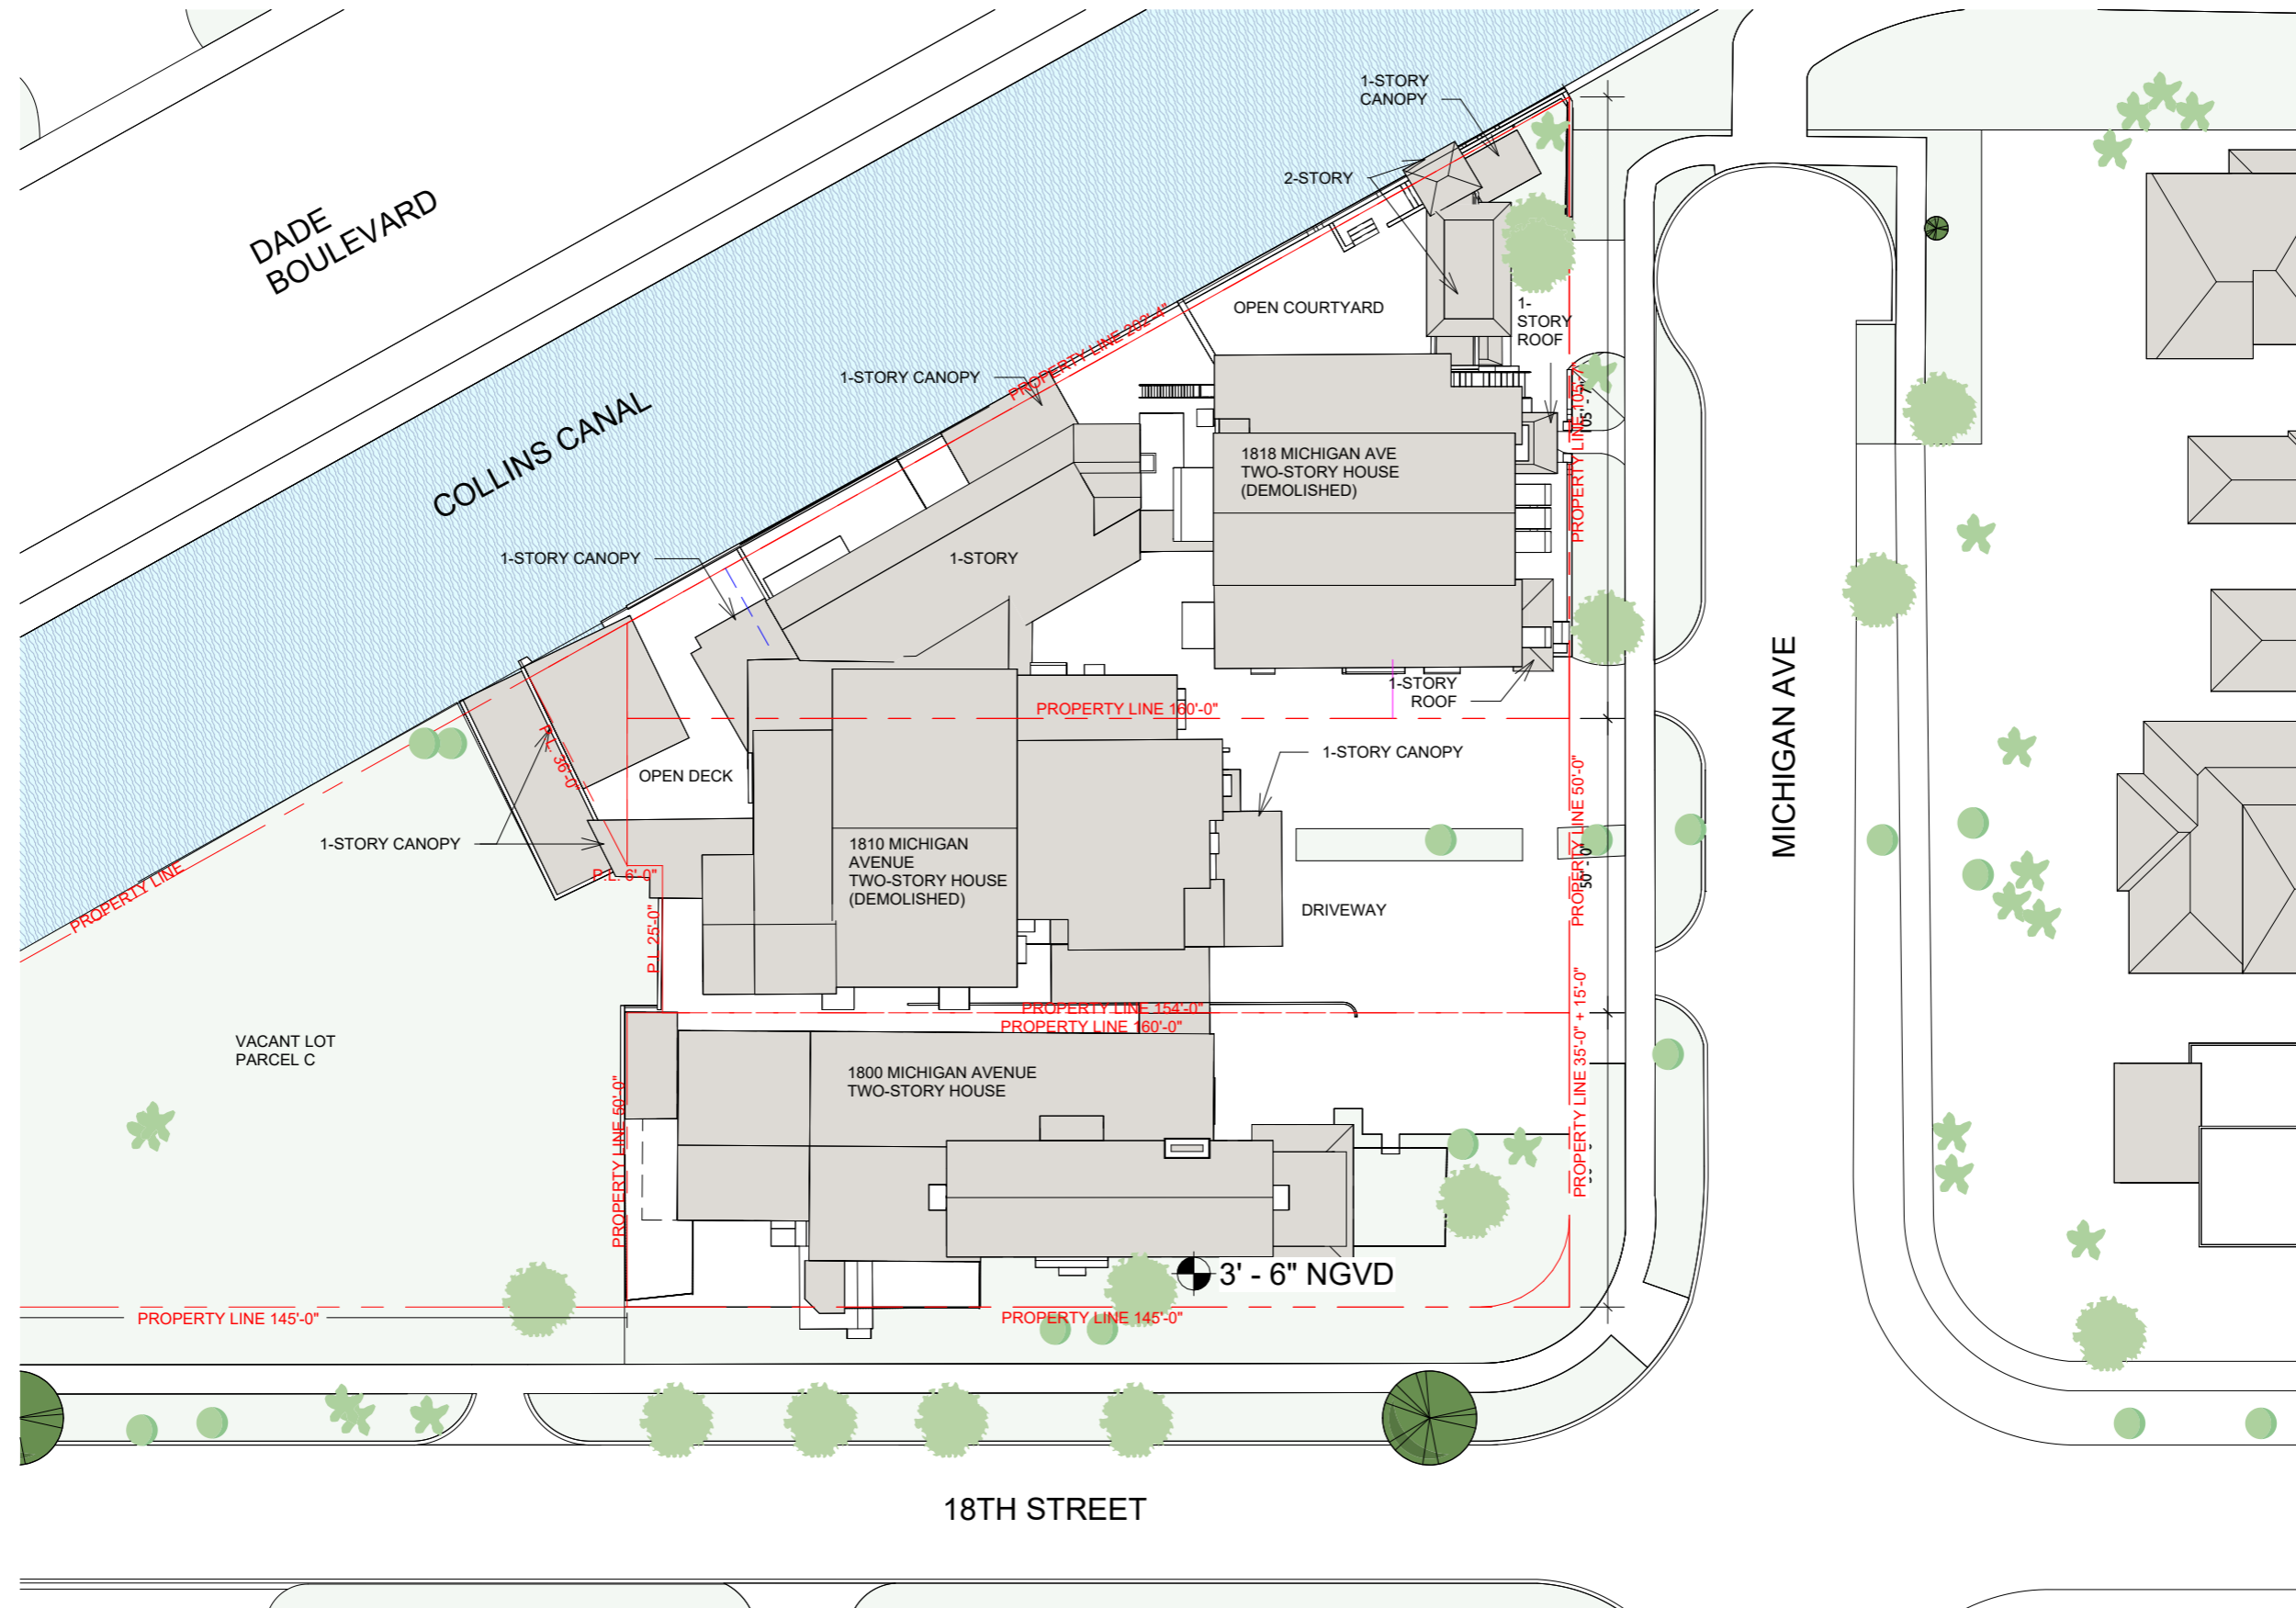 1-STORY
CANOPY
2-STORY
DADE
BOULEVARD
OPEN COURTYARD
1-
STORY
ROOF
PROPERTY LINE 202'-4"
1-STORY CANOPY
COLLINS CANAL
PROPERTY LINE 105'-7"
1818 MICHIGAN AVE
TWO-STORY HOUSE
(DEMOLISHED)
1-STORY CANOPY
1-STORY
1-STORY
ROOF
PROPERTY LINE 160'-0"
MICHIGAN AVE
P.L. 36'-0"
OPEN DECK
1-STORY CANOPY
PROPERTY LINE 50'-0"
50' - 0"
1-STORY CANOPY
1810 MICHIGAN
AVENUE
TWO-STORY HOUSE
(DEMOLISHED)
P.L. 6'-0"
PROPERTY LINE
DRIVEWAY
P.L. 25'-0"
PROPERTY LINE 154'-0"
PROPERTY LINE 160'-0"
PROPERTY LINE 35'-0" + 15'-0"
VACANT LOT
PARCEL C
1800 MICHIGAN AVENUE
TWO-STORY HOUSE
PROPERTY LINE 50'-0"
3' - 6" NGVD
PROPERTY LINE 145'-0"
PROPERTY LINE 145'-0"
18TH STREET